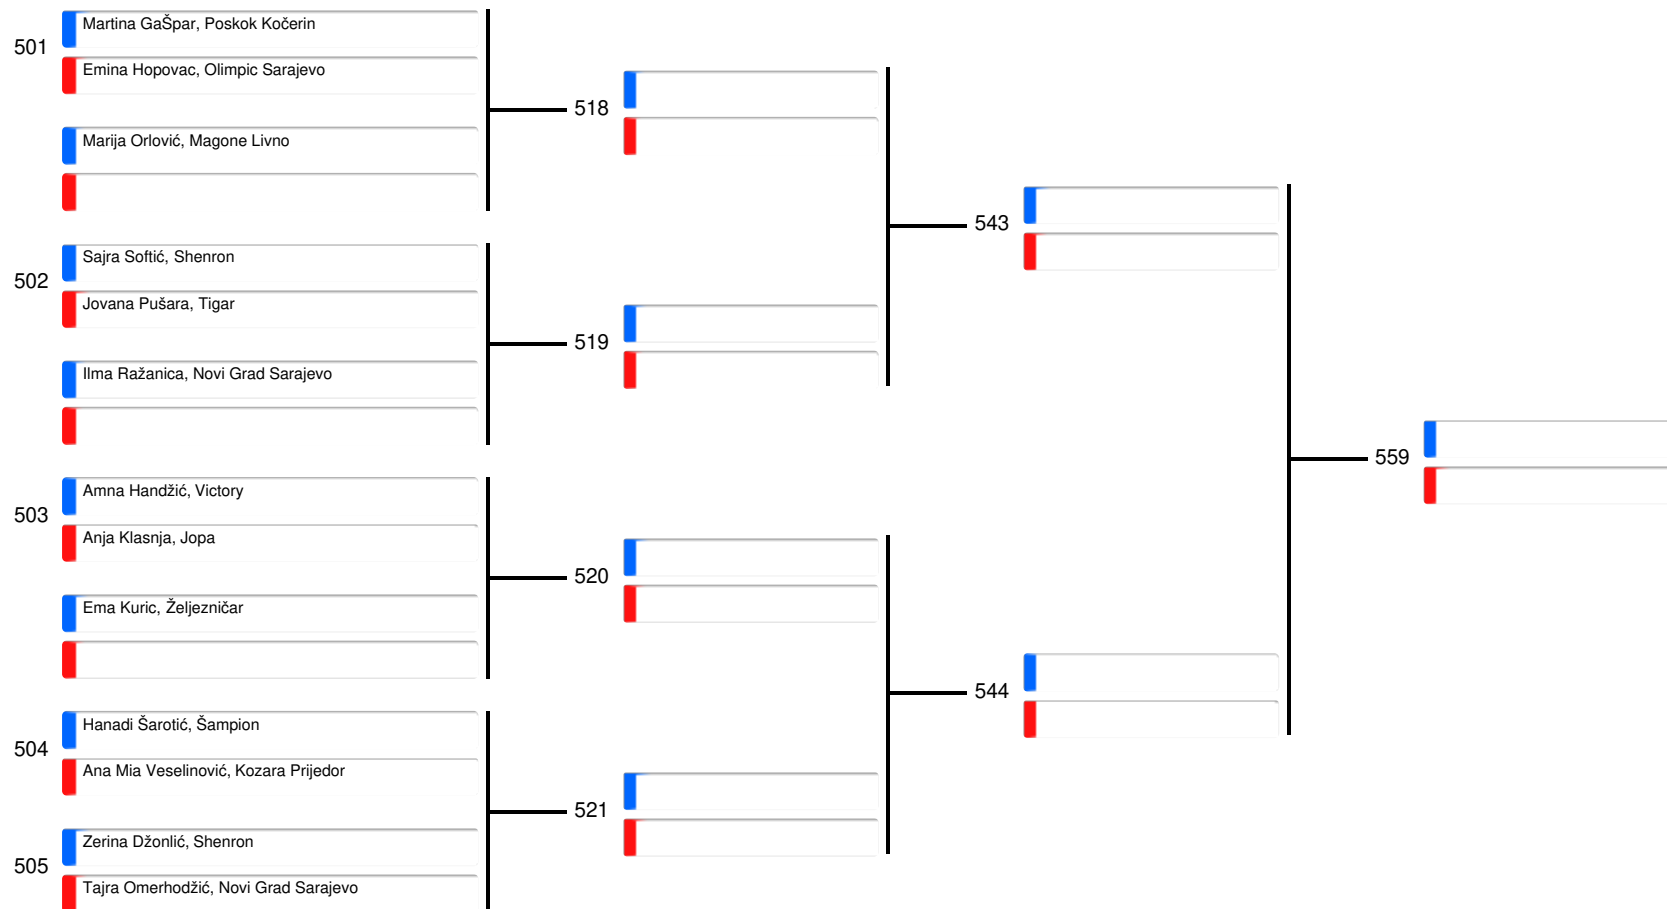 501
Martina GaŠpar, Poskok Kočerin
Emina Hopovac, Olimpic Sarajevo
Marija Orlović, Magone Livno
518
502
Sajra Softić, Shenron
Jovana Pušara, Tigar
Ilma Ražanica, Novi Grad Sarajevo
519
543
503
Amna Handžić, Victory
Anja Klasnja, Jopa
Ema Kuric, Željezničar
520
504
Hanadi Šarotić, Šampion
Ana Mia Veselinović, Kozara Prijedor
505
Zerina Džonlić, Shenron
Tajra Omerhodžić, Novi Grad Sarajevo
521
544
559